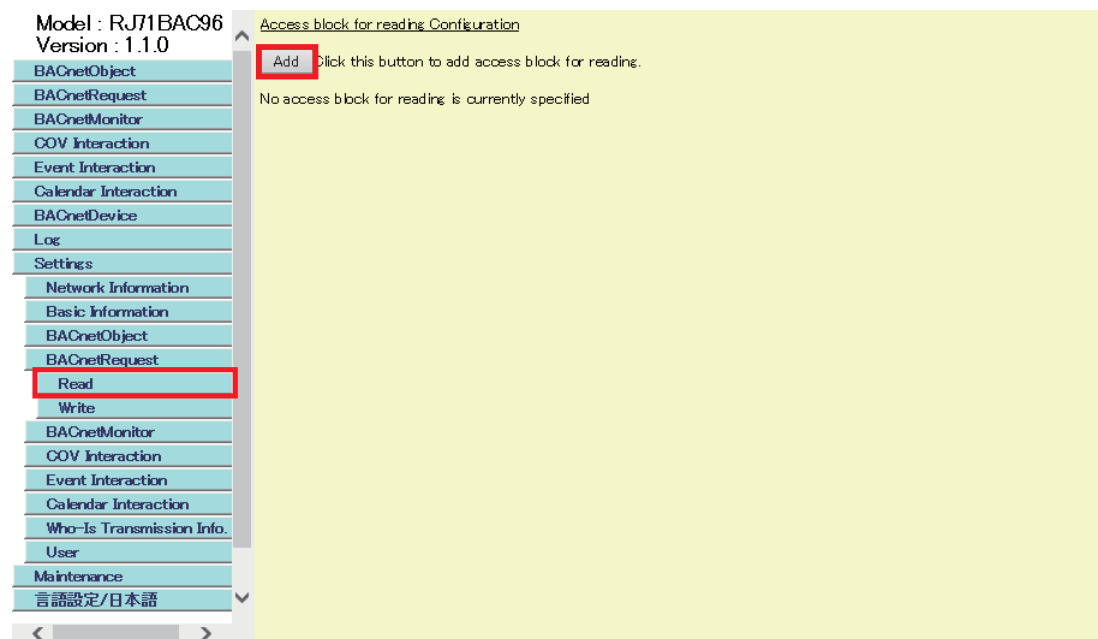 Model : RJ71BAC96
Version : 1.1.0
BACnetObject
BACnetRequest
BACnetMonitor
COV Interaction
Event Interaction
Calendar Interaction
BACnetDevice
Log
Settings
Network Information
Basic Information
BACnetObject
BACnetRequest
Read
Write
BACnetMonitor
COV Interaction
Event Interaction
Calendar Interaction
Who-Is Transmission Info.
User
Maintenance
言語設定/日本語
Access block for reading Configuration
Add Click this button to add access block for reading.
No access block for reading is currently specified